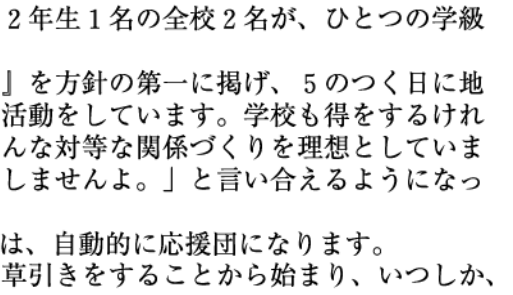 ２年生１名の全校２名が、ひとつの学級
』を方針の第一に掲げ、５のつく日に地
活動をしています。学校も得をするけれ
んな対等な関係づくりを理想としていま
しませんよ。」と言い合えるようになっ
は、自動的に応援団になります。
草引きをすることから始まり、いつしか、